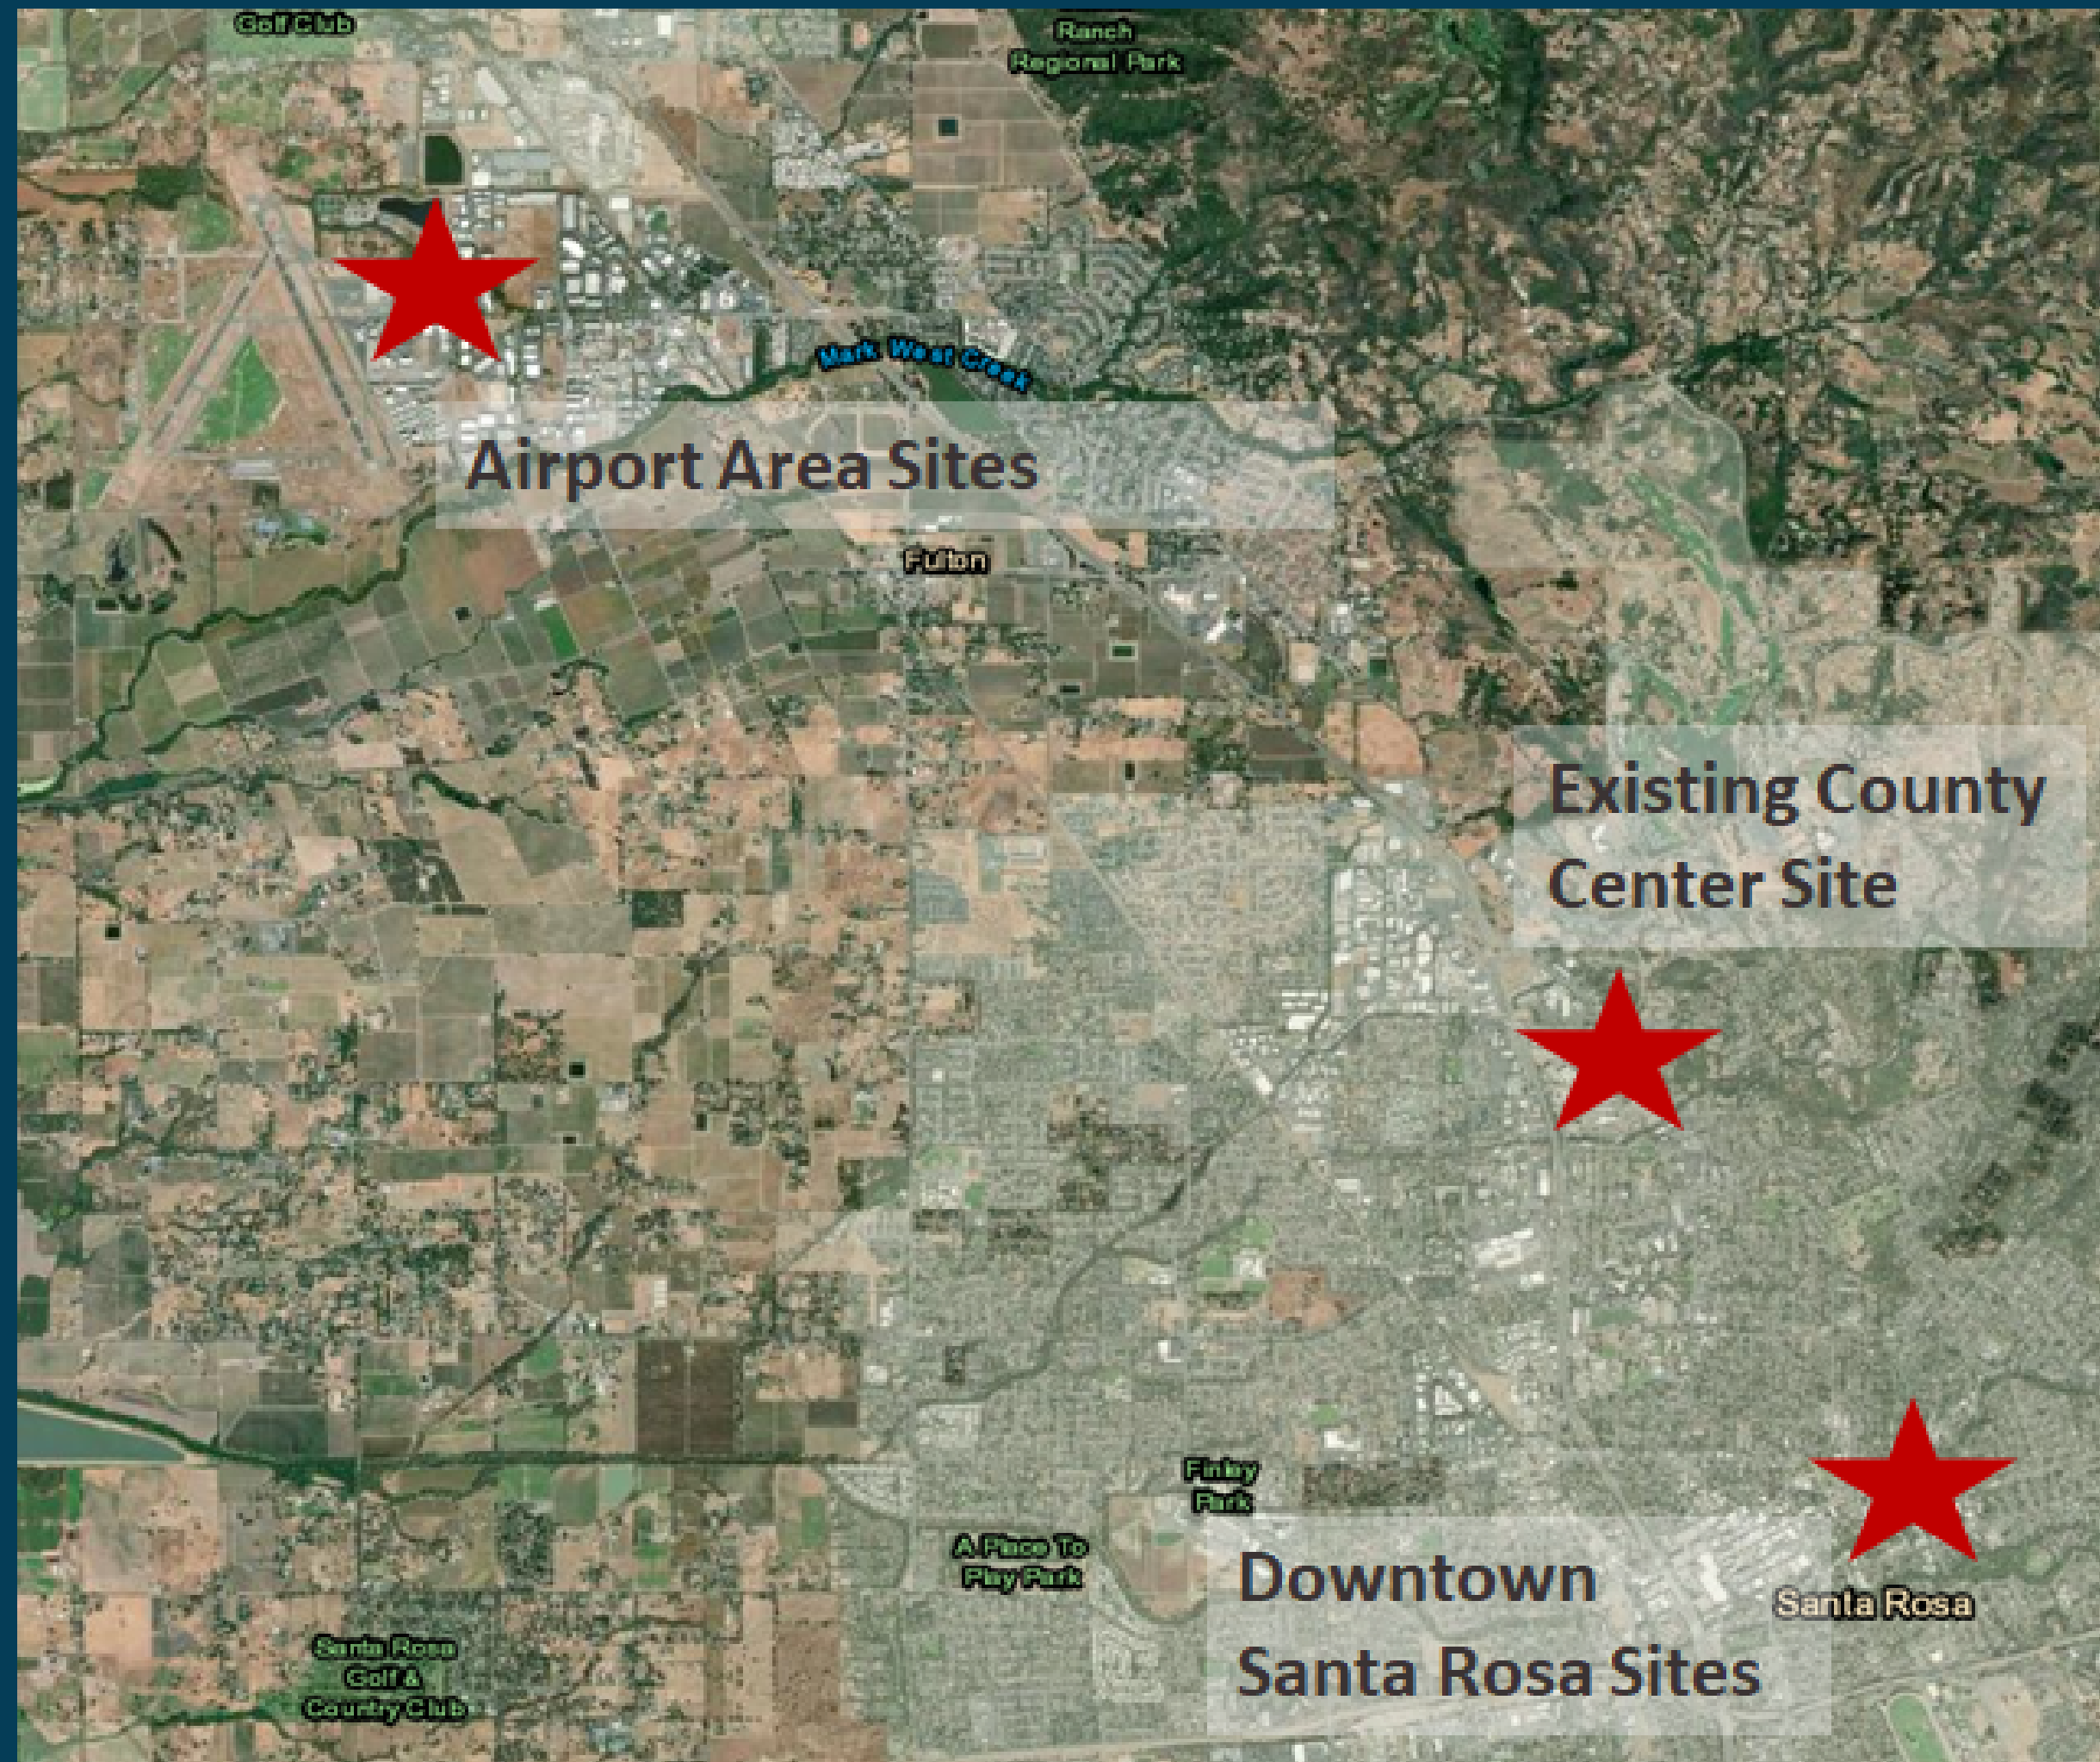 Golf Club
Ranch
Regional Park
Mark West Creek
Airport Area Sites
Fulton
Existing County
Center Site
Finley
Park
A Place To
Play Park
Downtown
Santa Rosa Sites
Santa Rosa
Santa Rosa
Golf &
Country Club